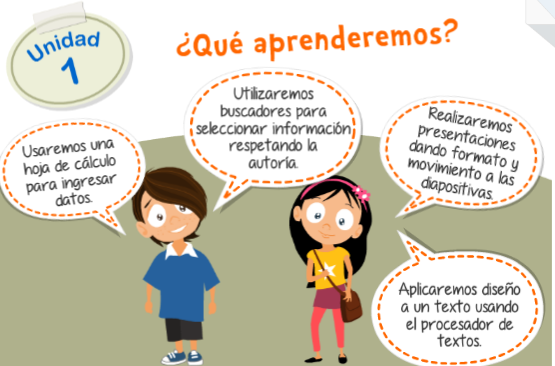 Unidad
1
¿Qué aprenderemos?
Usaremos una
hoja de cálculo
para ingresar
datos.
Utilizaremos
buscadores para
seleccionar información
respetando la
autoría.
Realizaremos
presentaciones
dando formato y
movimiento a las
diapositivas.
Aplicaremos diseño
a un texto usando
el procesador de
textos.